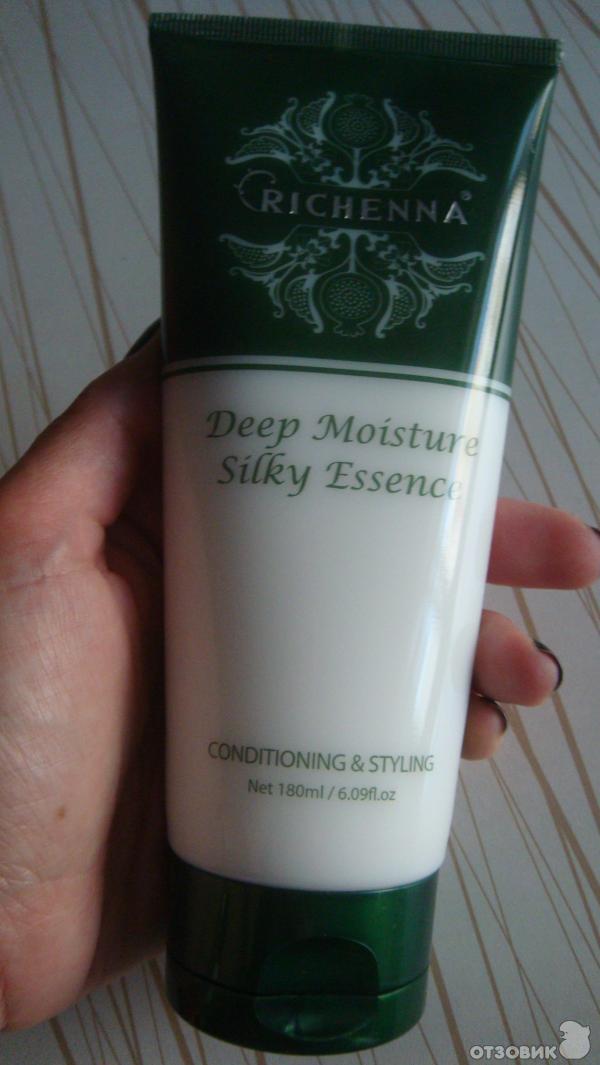 RICHENNA®
Deep Moisture
Silky Essence
CONDITIONING & STYLING
Net 180ml / 6.09fl.oz
ОТЗОВИК